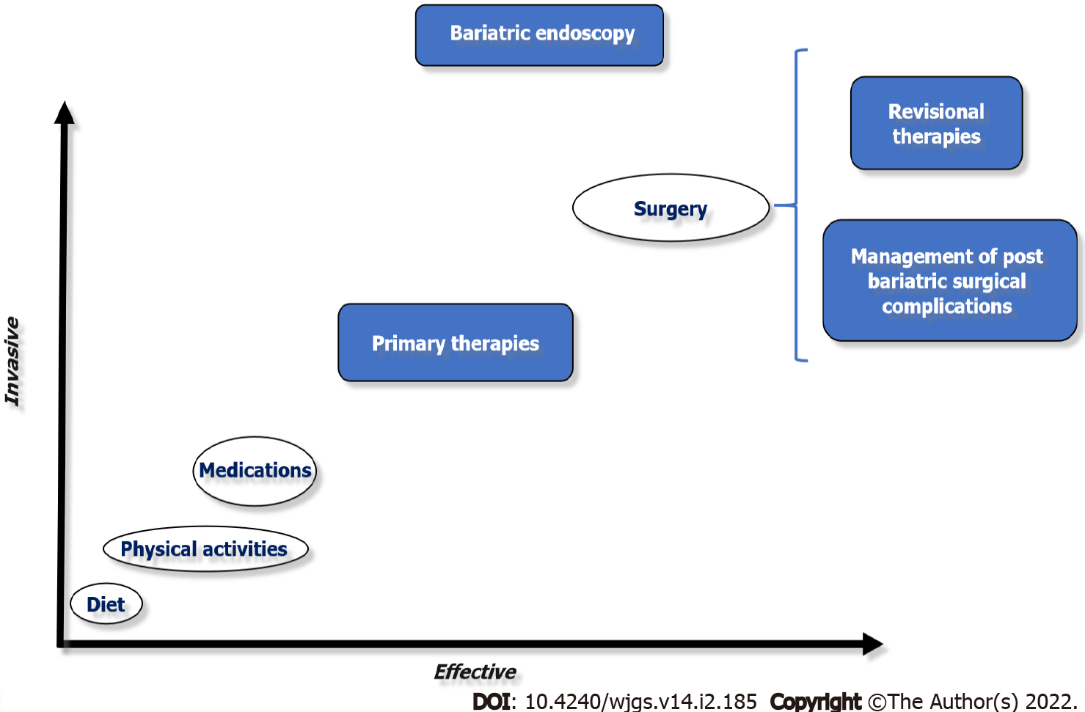 Bariatric endoscopy
Revisional
therapies
Surgery
Management of post
bariatric surgical
complications
Primary therapies
Invasive
Medications
Physical activities
Diet
Effective
DOI: 10.4240/wjgs.v14.i2.185 Copyright ©The Author(s) 2022.